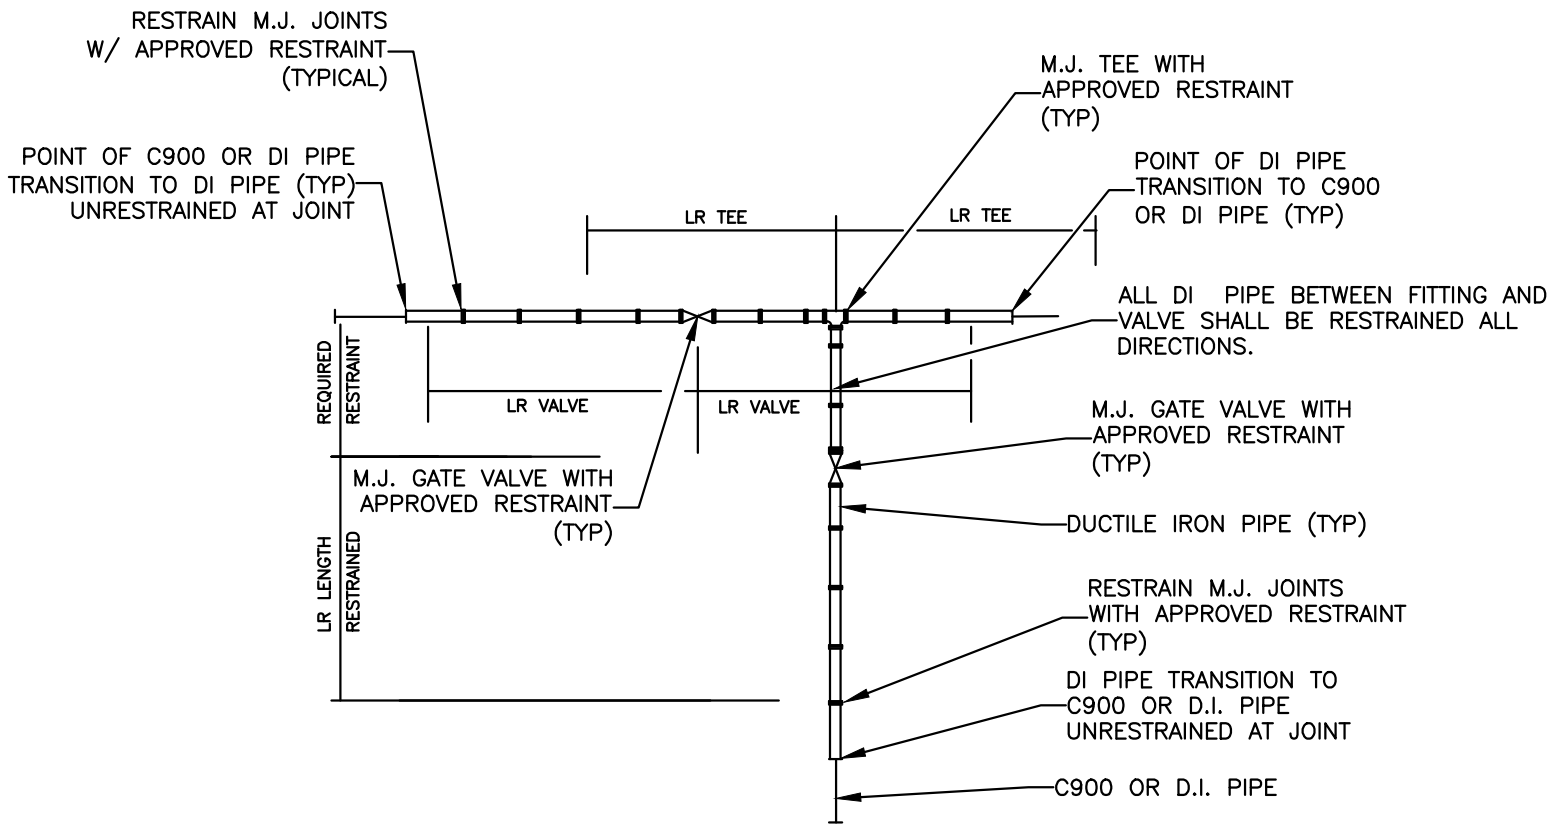 RESTRAIN M.J. JOINTS
W/ APPROVED RESTRAINT
(TYPICAL)
M.J. TEE WITH
APPROVED RESTRAINT
(TYP)
POINT OF C900 OR DI PIPE
TRANSITION TO DI PIPE (TYP)
UNRESTRAINED AT JOINT
POINT OF DI PIPE
TRANSITION TO C900
OR DI PIPE (TYP)
LR TEE
LR TEE
ALL DI PIPE BETWEEN FITTING AND
VALVE SHALL BE RESTRAINED ALL
DIRECTIONS.
REQUIRED
RESTRAINT
LR VALVE
LR VALVE
M.J. GATE VALVE WITH
APPROVED RESTRAINT
(TYP)
M.J. GATE VALVE WITH
APPROVED RESTRAINT
(TYP)
DUCTILE IRON PIPE (TYP)
LR LENGTH
RESTRAINED
RESTRAIN M.J. JOINTS
WITH APPROVED RESTRAINT
(TYP)
DI PIPE TRANSITION TO
C900 OR D.I. PIPE
UNRESTRAINED AT JOINT
C900 OR D.I. PIPE